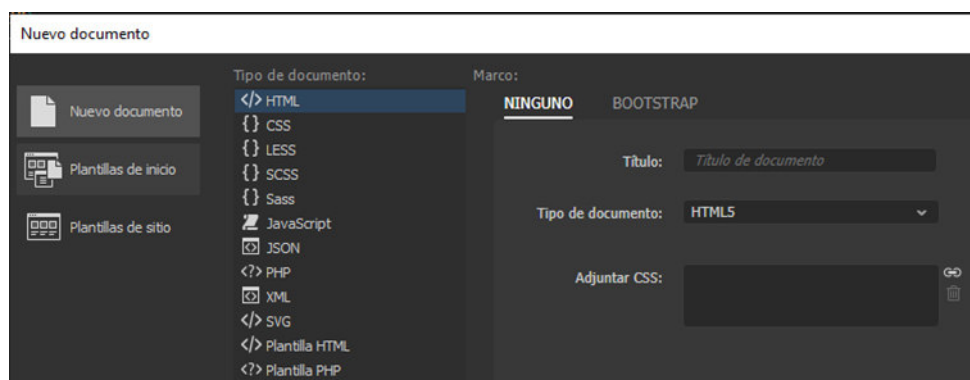 Nuevo documento
Nuevo documento
Plantillas de inicio
Plantillas de sitio
Tipo de documento:
</> HTML
{} CSS
{} LESS
{} SCSS
{} Sass
JavaScript
JSON
<?> PHP
XML
</> SVG
</> Plantilla HTML
<?> Plantilla PHP
Marco:
NINGUNO BOOTSTRAP
Título: Título de documento
Tipo de documento: HTML5
Adjuntar CSS: